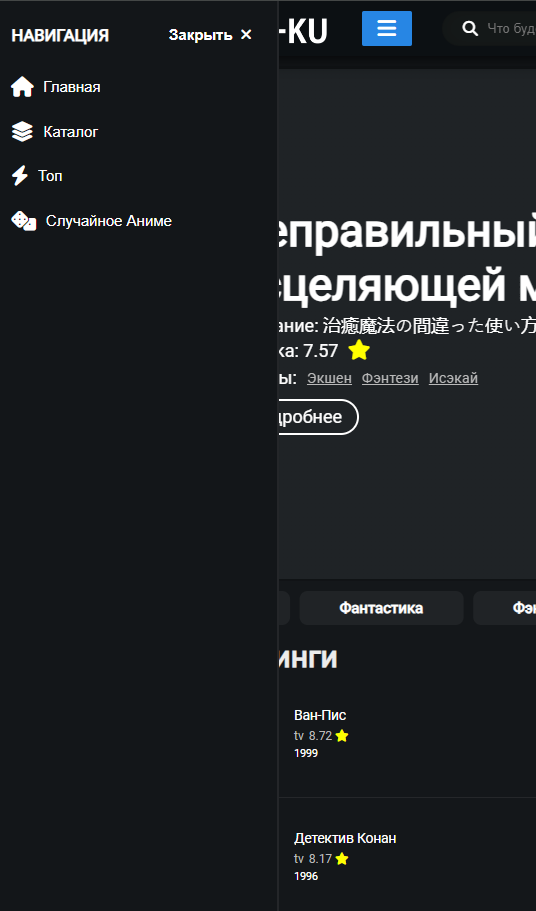 НАВИГАЦИЯ
Закрыть ✕
Главная
Каталог
Топ
Случайное Аниме
-KU
Что буд
еправильный
сцеляющей м
ание: 治癒魔法の間違った使い方
ка: 7.57
ы: Экшен Фэнтези Исэкай
дробнее
Фантастика
Фэн
инги
Ван-Пис
tv 8.72
1999
Детектив Конан
tv 8.17
1996